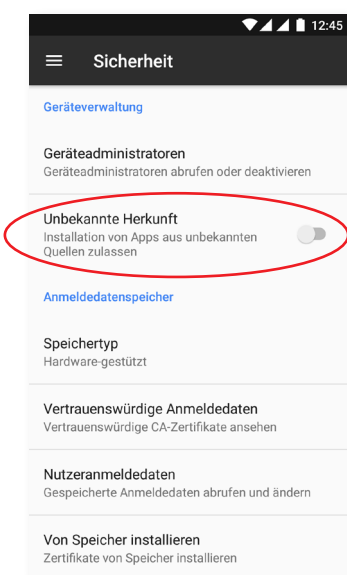 12:45
Sicherheit
Geräteverwaltung
Geräteadministratoren
Geräteadministratoren abrufen oder deaktivieren
Unbekannte Herkunft
Installation von Apps aus unbekannten
Quellen zulassen
Anmeldedatenspeicher
Speichertyp
Hardware-gestützt
Vertrauenswürdige Anmeldedaten
Vertrauenswürdige CA-Zertifikate ansehen
Nutzeranmeldedaten
Gespeicherte Anmeldedaten abrufen und ändern
Von Speicher installieren
Zertifikate von Speicher installieren